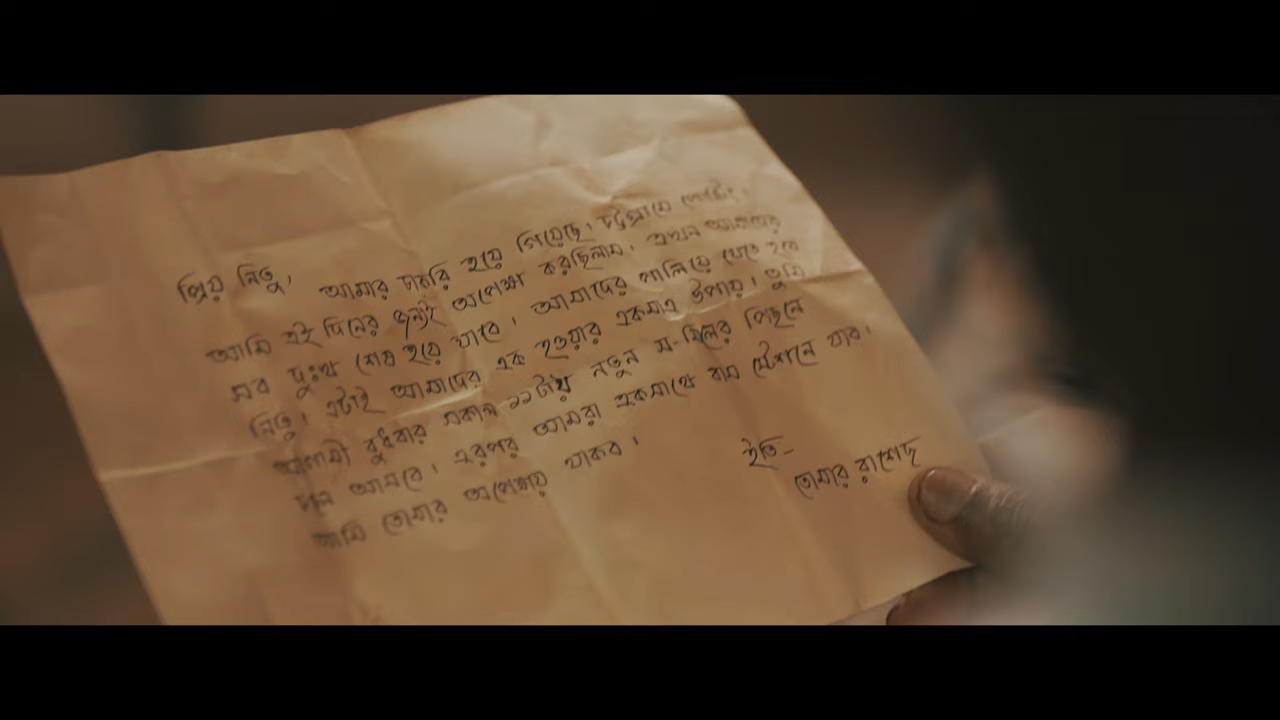 প্রিয় নিতু, আমার চাকরি হয়ে গিয়েছে। চট্টগ্রামে পোস্টিং।
আমি এই দিনের জন্যই অপেক্ষা করছিলাম। এখন আমাদের
সব দুঃখ শেষ হয়ে যাবে। আমাদের পালিয়ে যেতে হবে
নিতু। এটাই আমাদের এক হওয়ার একমাত্র উপায়। তুমি
আগামী বুধবার সকাল ১১টায় নতুন স-মিলের পিছনে
চলে আসবে। এরপর আমরা একসাথে বাস স্টেশনে যাব।
আমি তোমার অপেক্ষায় থাকব।
ইতি-
তোমার রাশেদ